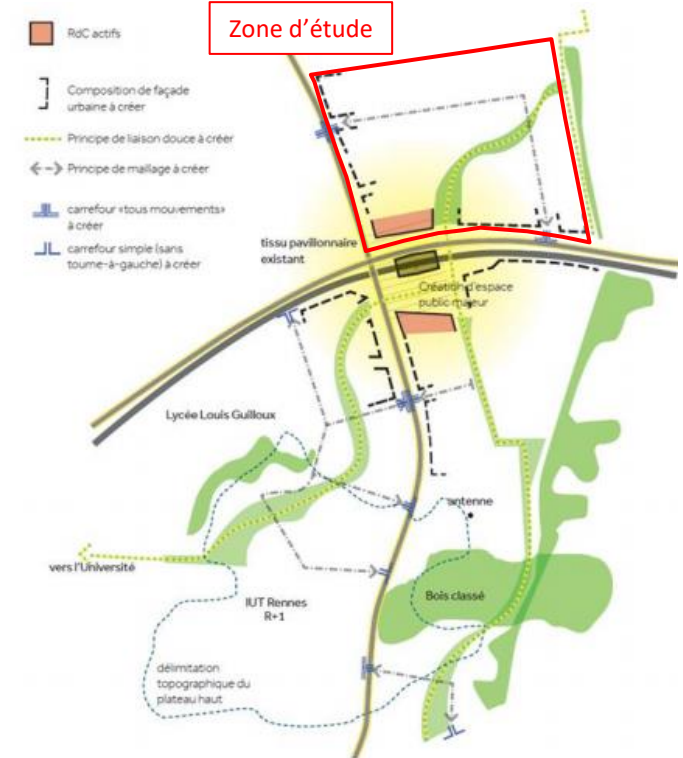 Zone d'étude
RdC actifs
Composition de façade
urbaine à créer
Principe de liaison douce à créer
Principe de maillage à créer
carrefour «tous mouvements»
à créer
carrefour simple (sans
tourne-à-gauche) à créer
tissu pavillonnaire
existant
Création d'espace
public majeur
Lycée Louis Guilloux
antenne
vers l'Université
Bois classé
IUT Rennes
R+1
délimitation
topographique du
plateau haut